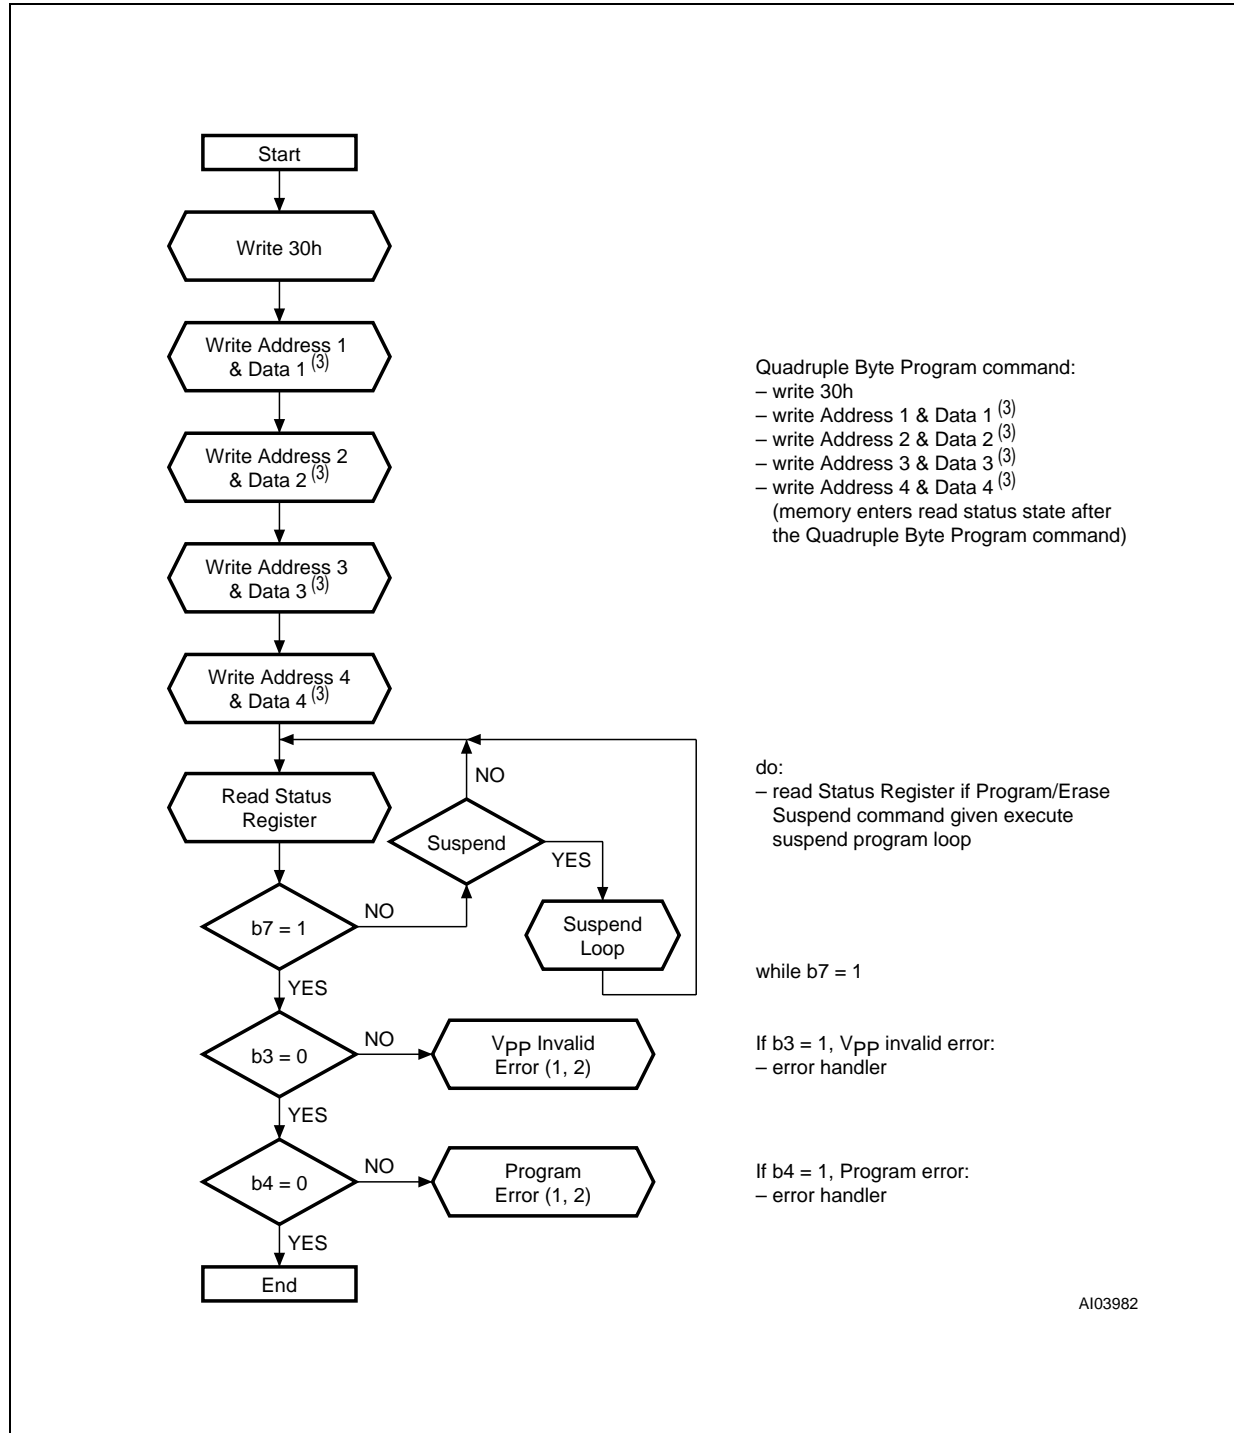 Start
Write 30h
Write Address 1
& Data 1 (3)
Write Address 2
& Data 2 (3)
Write Address 3
& Data 3 (3)
Write Address 4
& Data 4 (3)
Read Status
Register
NO
Suspend
YES
Suspend
Loop
b7 = 1
NO
YES
b3 = 0
NO
VPP Invalid
Error (1, 2)
YES
b4 = 0
NO
Program
Error (1, 2)
YES
End
Quadruple Byte Program command:
– write 30h
– write Address 1 & Data 1 (3)
– write Address 2 & Data 2 (3)
– write Address 3 & Data 3 (3)
– write Address 4 & Data 4 (3)
(memory enters read status state after
the Quadruple Byte Program command)
do:
– read Status Register if Program/Erase
Suspend command given execute
suspend program loop
while b7 = 1
If b3 = 1, VPP invalid error:
– error handler
If b4 = 1, Program error:
– error handler
AI03982